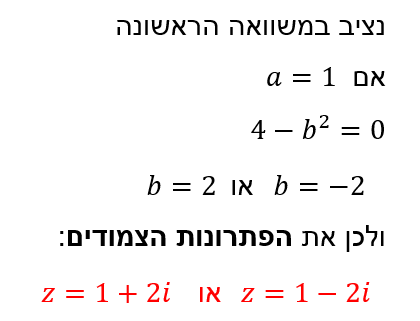 נציב במשוואה הראשונה
אם a = 1
4 − b² = 0
b = 2 או b = −2
ולכן את הפתרונות הצמודים:
z = 1 + 2i או z = 1 − 2i